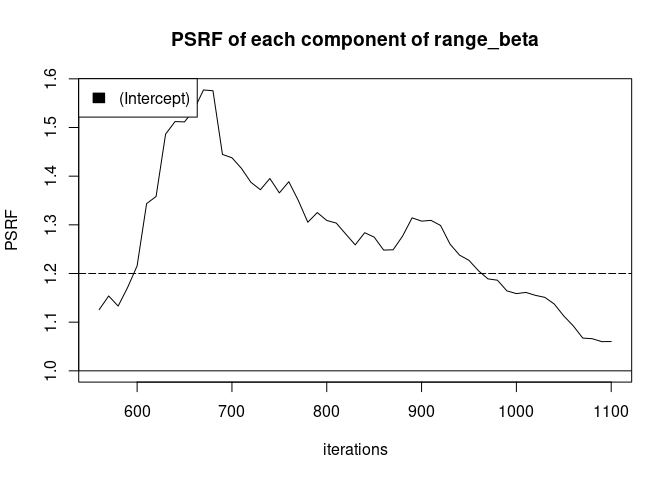 PSRF of each component of range_beta
(Intercept)
1.6
1.5
1.4
1.3
1.2
1.1
1.0
PSRF
600 700 800 900 1000 1100
iterations